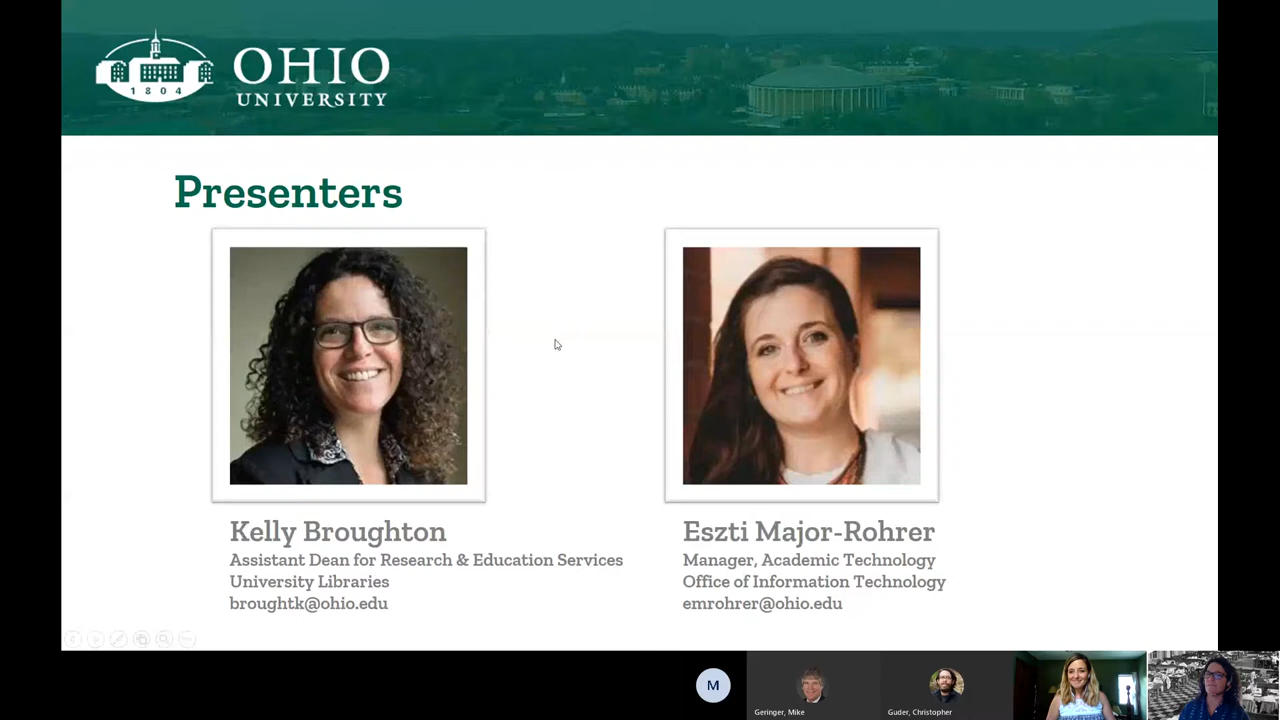 1804
OHIO
UNIVERSITY
Presenters
Kelly Broughton
Assistant Dean for Research & Education Services
University Libraries
broughtk@ohio.edu
Eszti Major-Rohrer
Manager, Academic Technology
Office of Information Technology
emrohrer@ohio.edu
M
Geringer, Mike
Guder, Christopher